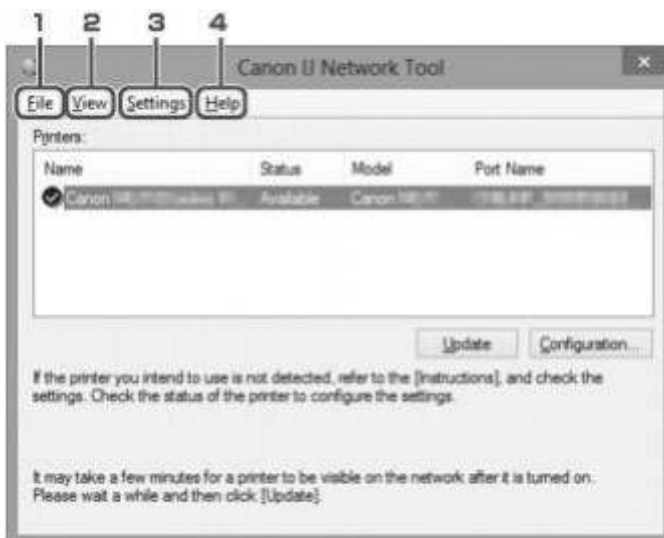 1 2 3 4
Canon IJ Network Tool
File View Settings Help
Printers:
Name Status Model Port Name
Canon Available Canon
Update Configuration...
If the printer you intend to use is not detected, refer to the [Instructions], and check the
settings. Check the status of the printer to configure the settings.
It may take a few minutes for a printer to be visible on the network after it is turned on.
Please wait a while and then click [Update].